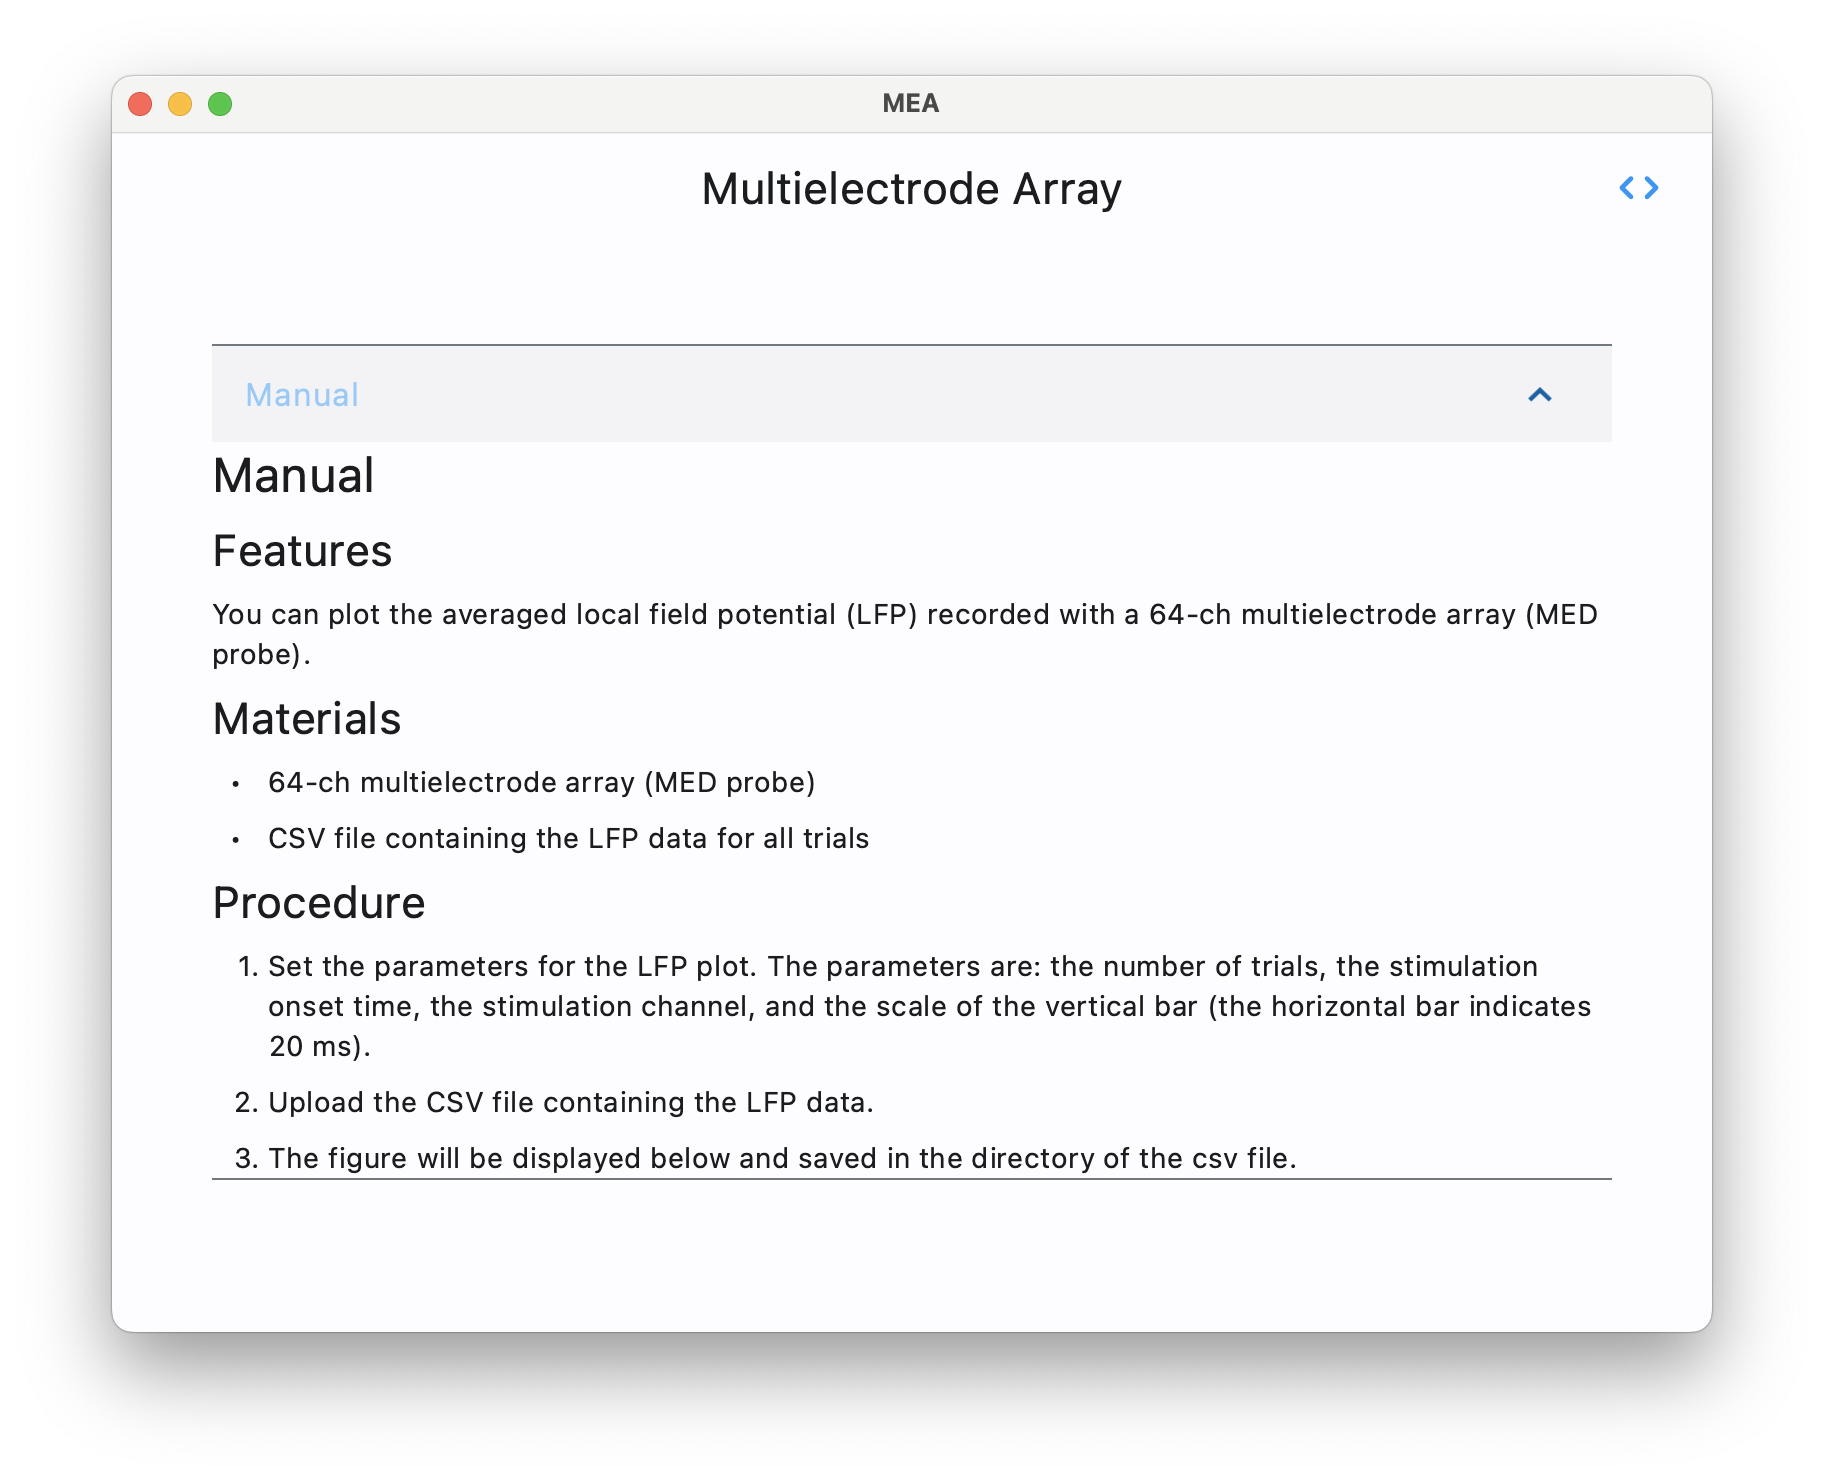 MEA
Multielectrode Array
Manual
Manual
Features
You can plot the averaged local field potential (LFP) recorded with a 64-ch multielectrode array (MED
probe).
Materials
• 64-ch multielectrode array (MED probe)
• CSV file containing the LFP data for all trials
Procedure
1. Set the parameters for the LFP plot. The parameters are: the number of trials, the stimulation
onset time, the stimulation channel, and the scale of the vertical bar (the horizontal bar indicates
20 ms).
2. Upload the CSV file containing the LFP data.
3. The figure will be displayed below and saved in the directory of the csv file.